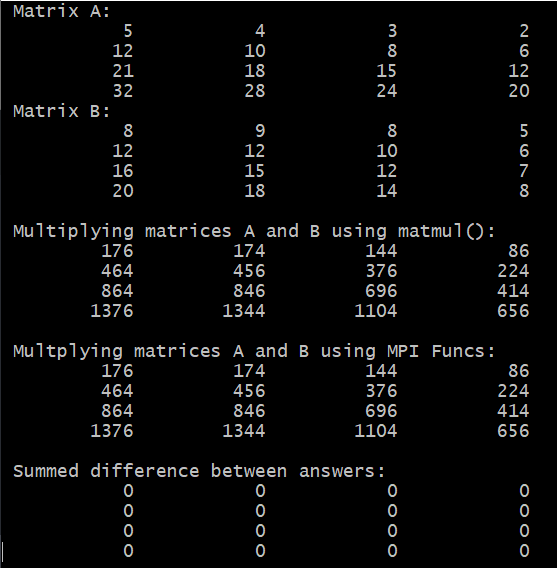 Matrix A:
5 4 3 2
12 10 8 6
21 18 15 12
32 28 24 20
Matrix B:
8 9 8 5
12 12 10 6
16 15 12 7
20 18 14 8
Multiplying matrices A and B using matmul():
176 174 144 86
464 456 376 224
864 846 696 414
1376 1344 1104 656
Multplying matrices A and B using MPI Funcs:
176 174 144 86
464 456 376 224
864 846 696 414
1376 1344 1104 656
Summed difference between answers:
0 0 0 0
0 0 0 0
0 0 0 0
0 0 0 0